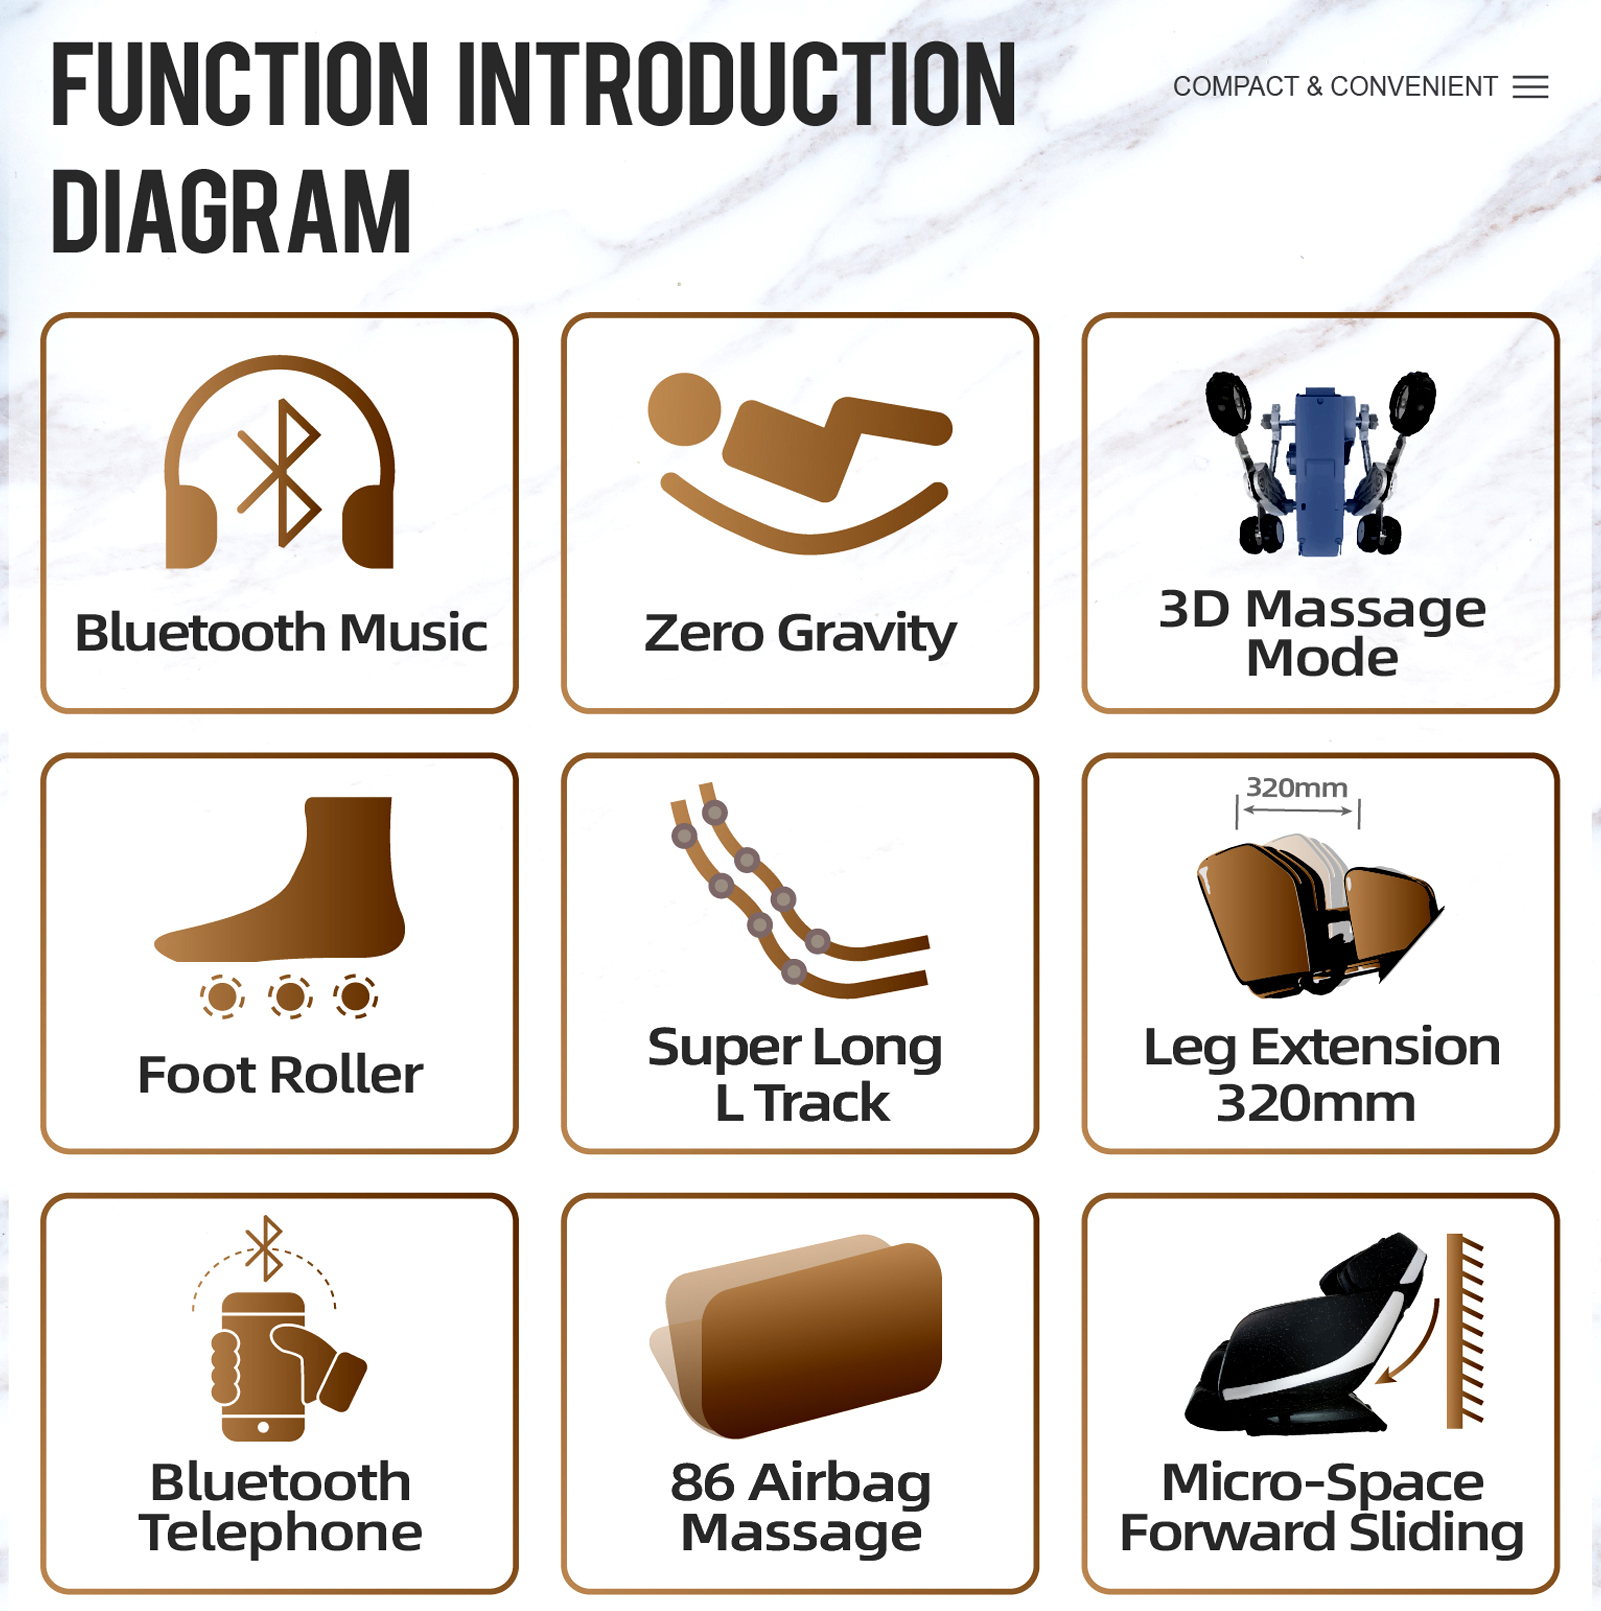 FUNCTION INTRODUCTION
DIAGRAM
COMPACT & CONVENIENT
Bluetooth Music
Zero Gravity
3D Massage
Mode
Foot Roller
Super Long
L Track
320mm
Leg Extension
320mm
Bluetooth
Telephone
86 Airbag
Massage
Micro-Space
Forward Sliding